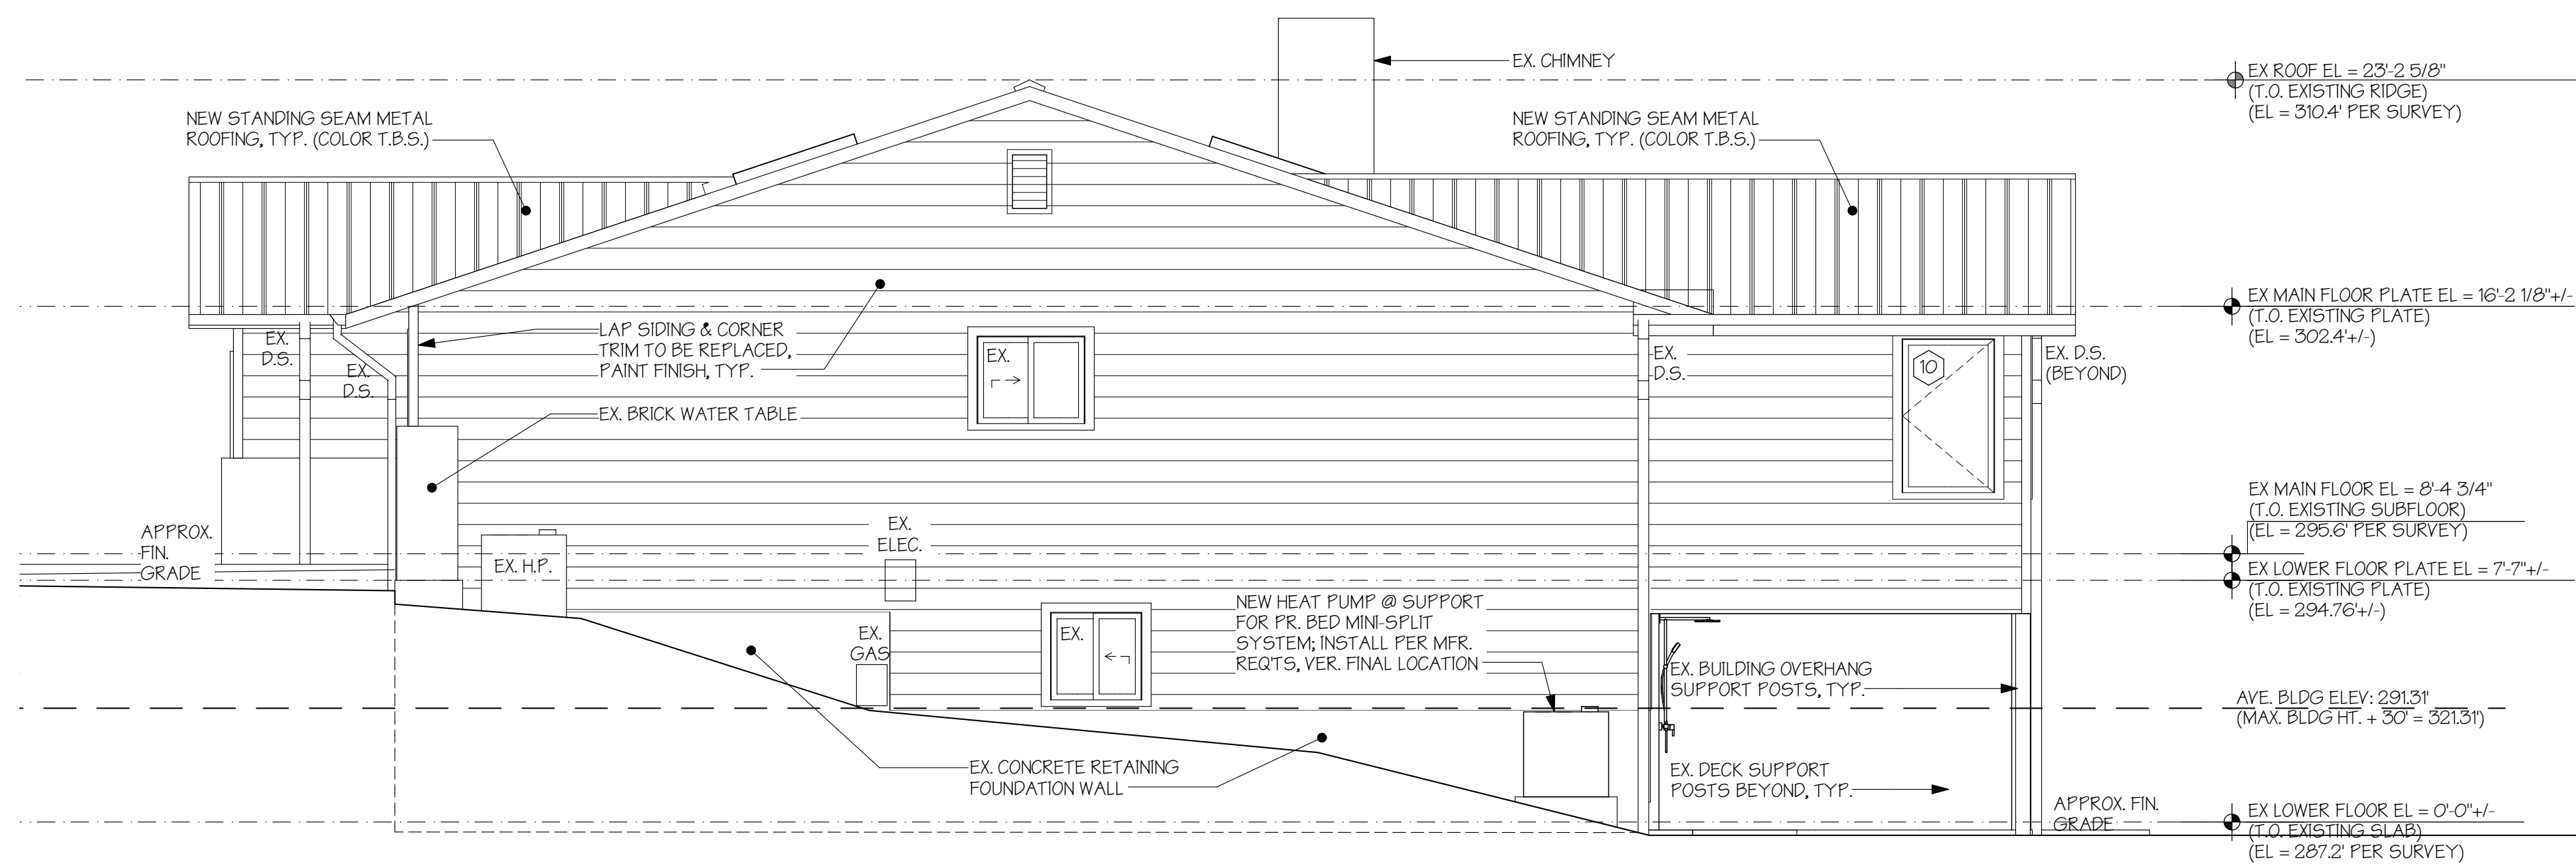 EX. CHIMNEY
EX ROOF EL = 23'-2 5/8"
(T.O. EXISTING RIDGE)
(EL = 310.4' PER SURVEY)
NEW STANDING SEAM METAL
ROOFING, TYP. (COLOR T.B.S.)
NEW STANDING SEAM METAL
ROOFING, TYP. (COLOR T.B.S.)
EX MAIN FLOOR PLATE EL = 16'-2 1/8"+/-
(T.O. EXISTING PLATE)
(EL = 302.4'+/-)
LAP SIDING & CORNER
TRIM TO BE REPLACED,
PAINT FINISH, TYP.
EX.
D.S.
EX.
D.S.
EX.
EX.
D.S.
10
EX. D.S.
(BEYOND)
EX. BRICK WATER TABLE
EX MAIN FLOOR EL = 8'-4 3/4"
(T.O. EXISTING SUBFLOOR)
(EL = 295.6' PER SURVEY)
APPROX.
FIN.
GRADE
EX. H.P.
EX.
ELEC.
EX LOWER FLOOR PLATE EL = 7'-7"+/-
(T.O. EXISTING PLATE)
(EL = 294.76'+/-)
NEW HEAT PUMP @ SUPPORT
FOR PR. BED MINI-SPLIT
SYSTEM; INSTALL PER MFR.
REQ'TS, VER. FINAL LOCATION
EX.
GAS
EX.
EX. BUILDING OVERHANG
SUPPORT POSTS, TYP.
AVE. BLDG ELEV: 291.31'
(MAX. BLDG HT. + 30' = 321.31')
EX. CONCRETE RETAINING
FOUNDATION WALL
EX. DECK SUPPORT
POSTS BEYOND, TYP.
APPROX. FIN.
GRADE
EX LOWER FLOOR EL = 0'-0"+/-
(T.O. EXISTING SLAB)
(EL = 287.2' PER SURVEY)